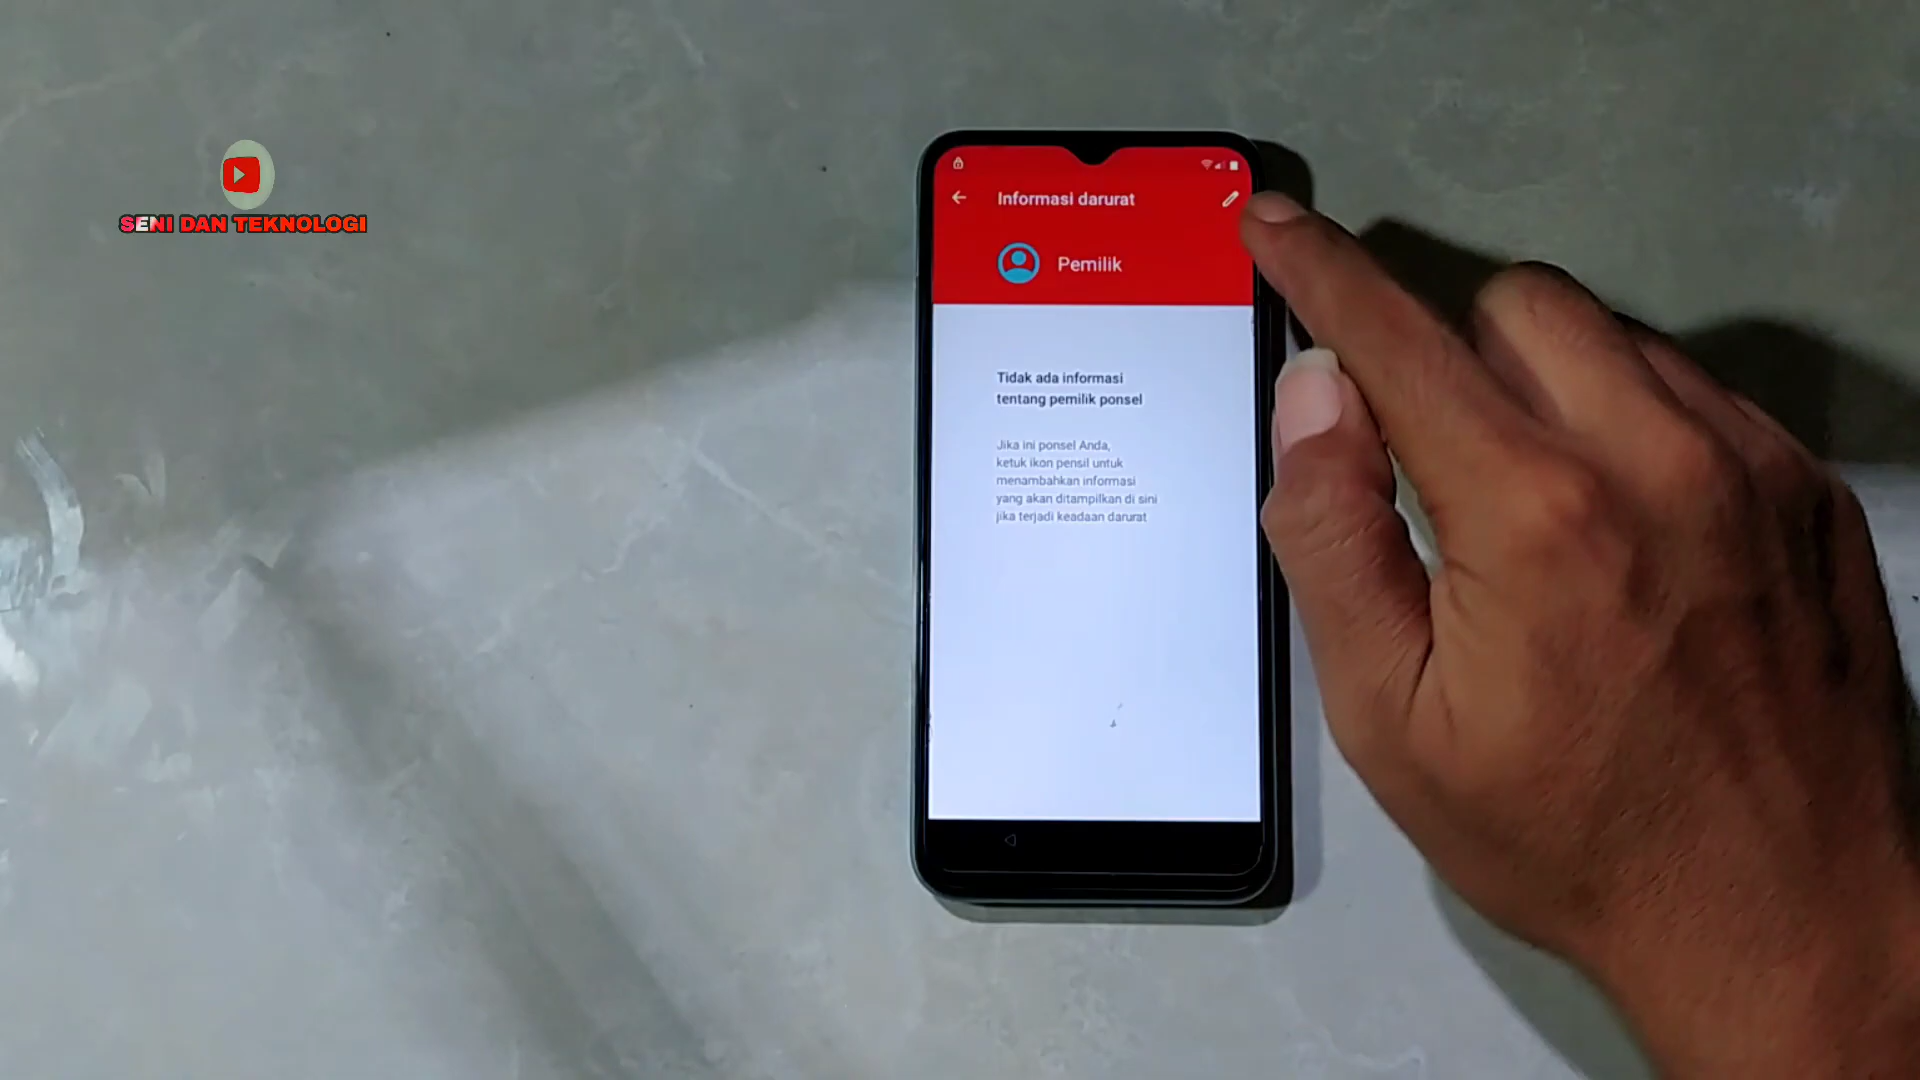 SENI DAN TEKNOLOGI
Informasi darurat
Pemilik
Tidak ada informasi
tentang pemilik ponsel
Jika ini ponsel Anda,
ketuk ikon pensil untuk
menambahkan informasi
yang akan ditampilkan di sini
jika terjadi keadaan darurat